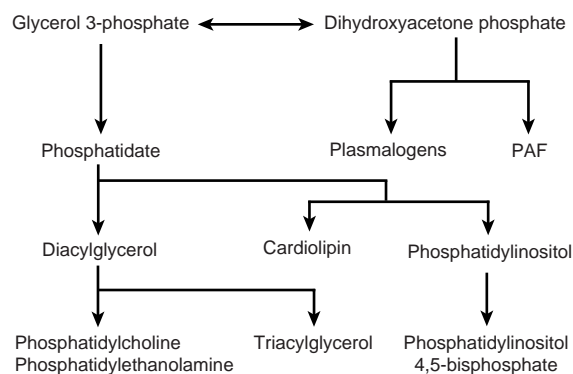 Glycerol 3-phosphate
Dihydroxyacetone phosphate
Phosphatidate
Plasmalogens
PAF
Diacylglycerol
Cardiolipin
Phosphatidylinositol
Phosphatidylcholine
Phosphatidylethanolamine
Triacylglycerol
Phosphatidylinositol
4,5-bisphosphate